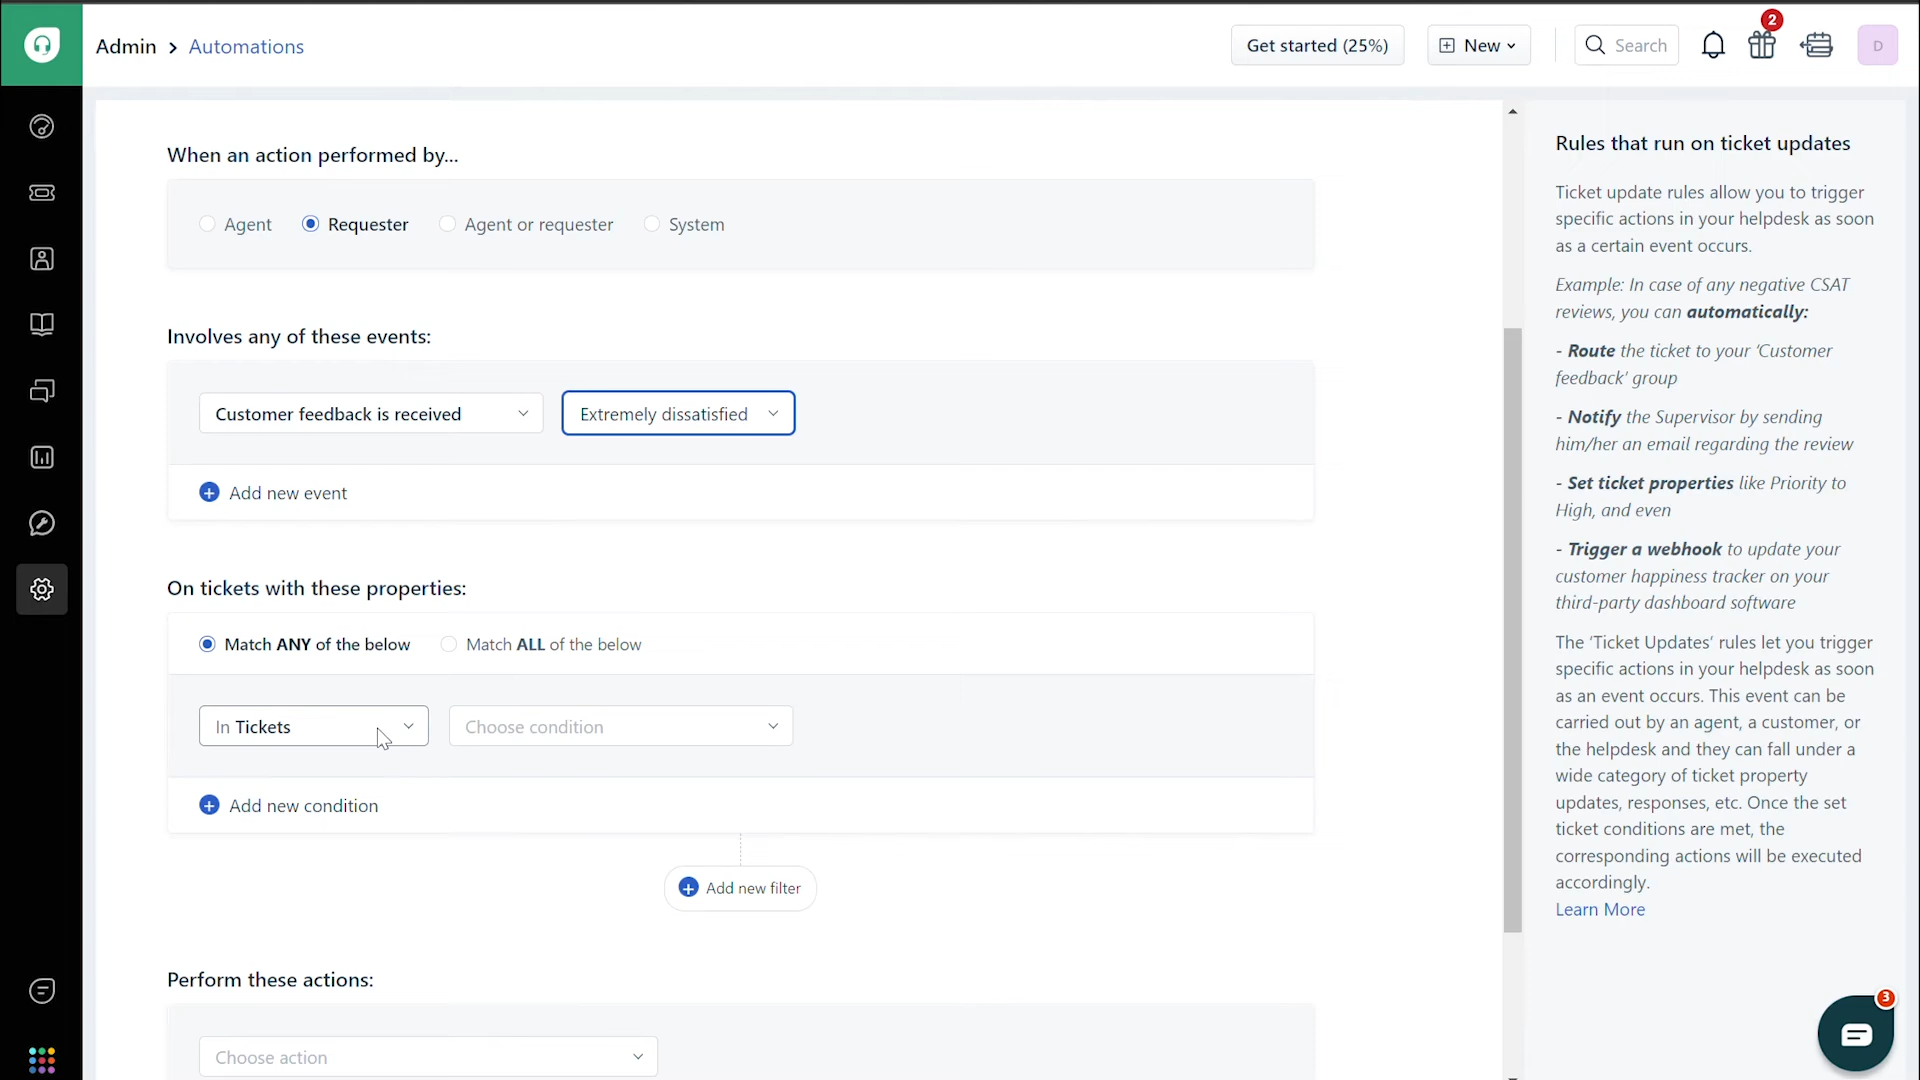 Admin > Automations
Get started (25%)
New
Search
2
D
When an action performed by...
Agent
Requester
Agent or requester
System
Involves any of these events:
Customer feedback is received
Extremely dissatisfied
Add new event
On tickets with these properties:
Match ANY of the below
Match ALL of the below
In Tickets
Choose condition
Add new condition
Add new filter
Perform these actions:
Choose action
Rules that run on ticket updates
Ticket update rules allow you to trigger
specific actions in your helpdesk as soon
as a certain event occurs.
Example: In case of any negative CSAT
reviews, you can automatically:
- Route the ticket to your 'Customer
feedback' group
- Notify the Supervisor by sending
him/her an email regarding the review
- Set ticket properties like Priority to
High, and even
- Trigger a webhook to update your
customer happiness tracker on your
third-party dashboard software
The 'Ticket Updates' rules let you trigger
specific actions in your helpdesk as soon
as an event occurs. This event can be
carried out by an agent, a customer, or
the helpdesk and they can fall under a
wide category of ticket property
updates, responses, etc. Once the set
ticket conditions are met, the
corresponding actions will be executed
accordingly.
Learn More
3